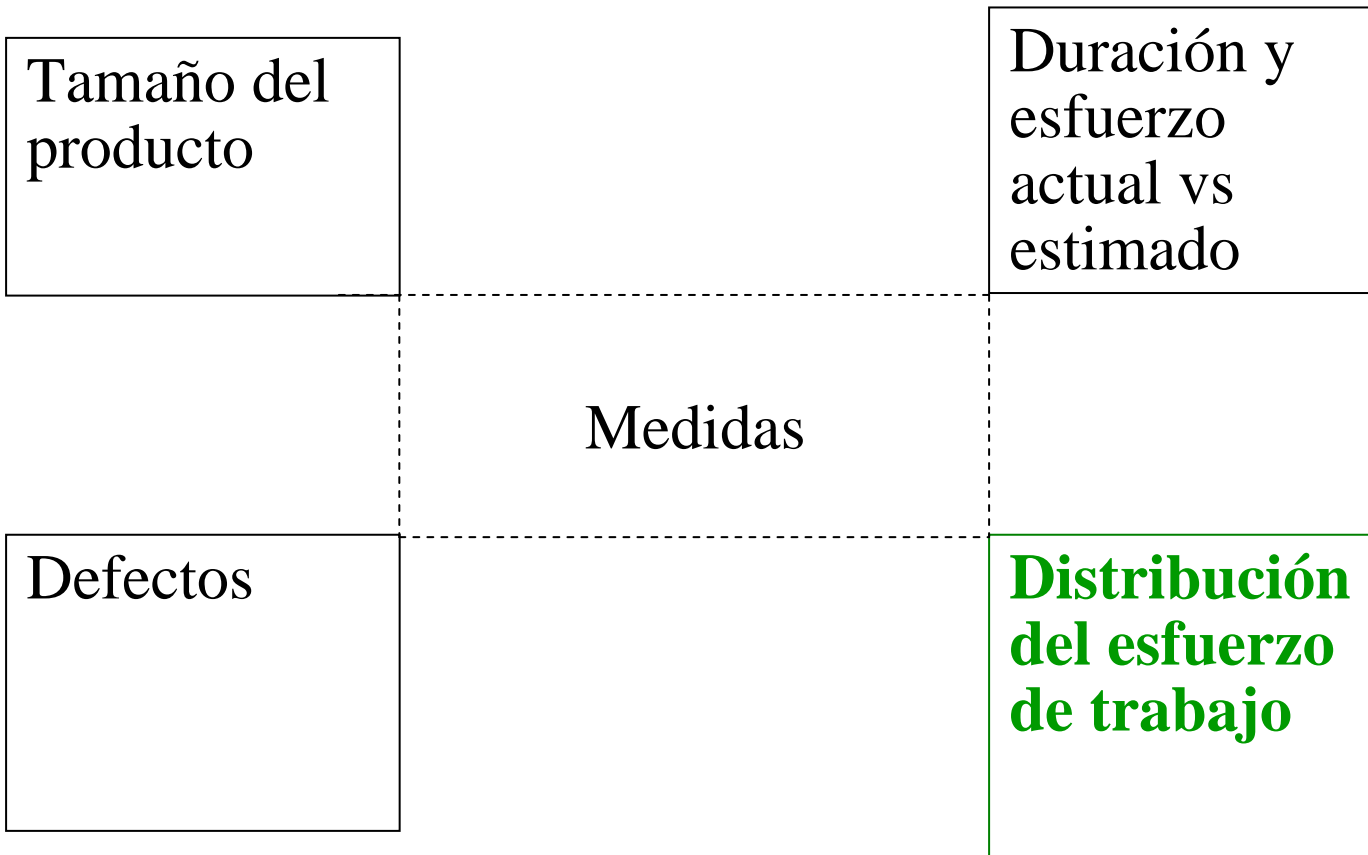 Tamaño del
producto
Duración y
esfuerzo
actual vs
estimado
Medidas
Defectos
Distribución
del esfuerzo
de trabajo